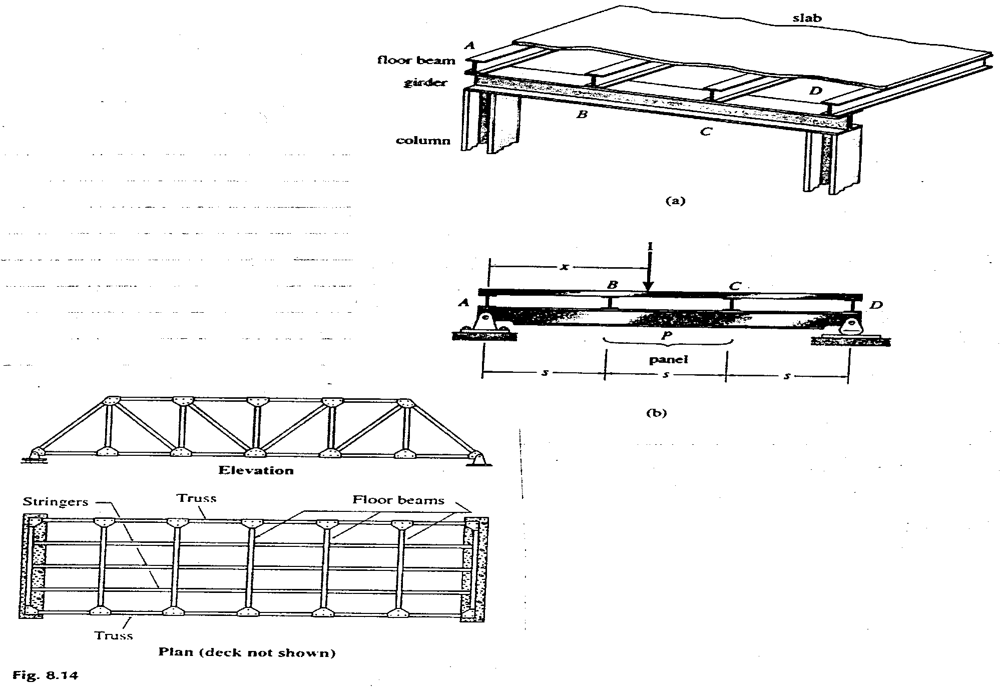 slab
A
floor beam
girder
D
B
C
column
(a)
1
x
B
C
A
D
P
panel
s
s
s
(b)
Elevation
Stringers
Truss
Floor beams
Truss
Plan (deck not shown)
Fig. 8.14